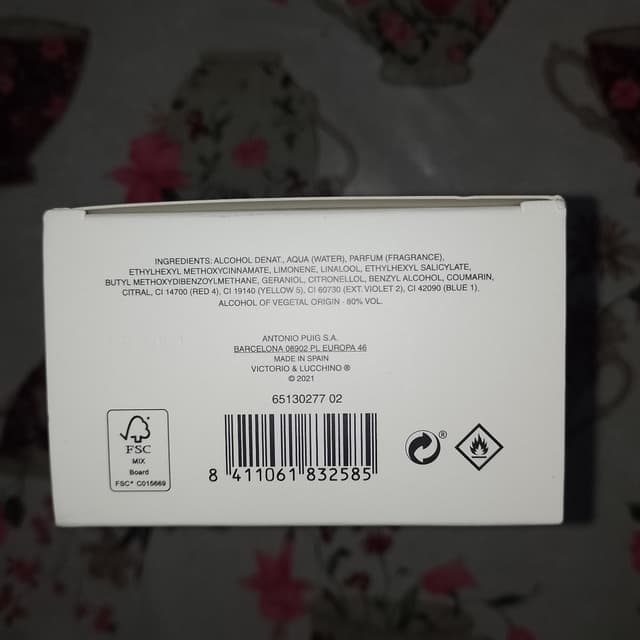 INGREDIENTS: ALCOHOL DENAT., AQUA (WATER), PARFUM (FRAGRANCE),
ETHYLHEXYL METHOXYCINNAMATE, LIMONENE, LINALOOL, ETHYLHEXYL SALICYLATE,
BUTYL METHOXYDIBENZOYLMETHANE, GERANIOL, CITRONELLOL, BENZYL ALCOHOL, COUMARIN,
CITRAL, CI 14700 (RED 4), CI 19140 (YELLOW 5), CI 60730 (EXT. VIOLET 2), CI 42090 (BLUE 1).
ALCOHOL OF VEGETAL ORIGIN - 80% VOL.
ANTONIO PUIG S.A.
BARCELONA 08902 PL EUROPA 46
MADE IN SPAIN
VICTORIO & LUCCHINO ®
© 2021
65130277 02
8 411061 832585
FSC
MIX
Board
FSC® C015669
®